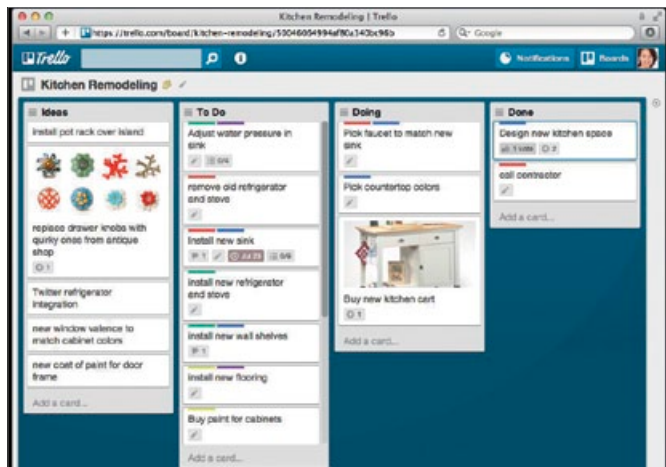 Kitchen Remodeling | Trello
https://trello.com/board/kitchen-remodeling/
Google
Trello
Notifications
Boards
Kitchen Remodeling
Ideas
Install pot rack over island
replace drawer knobs with
quirky ones from antique
shop
1
Twitter refrigerator
integration
new window valence to
match cabinet colors
new coat of paint for door
frame
Add a card...
To Do
Adjust water pressure in
sink
0/4
remove old refrigerator
and stove
Install new sink
1
install new refrigerator
and stove
install new wall shelves
1
install new flooring
Buy paint for cabinets
Add a card...
Doing
Pick faucet to match new
sink
Pick countertop colors
Buy new kitchen cart
1
Add a card...
Done
Design new kitchen space
2
call contractor
Add a card...